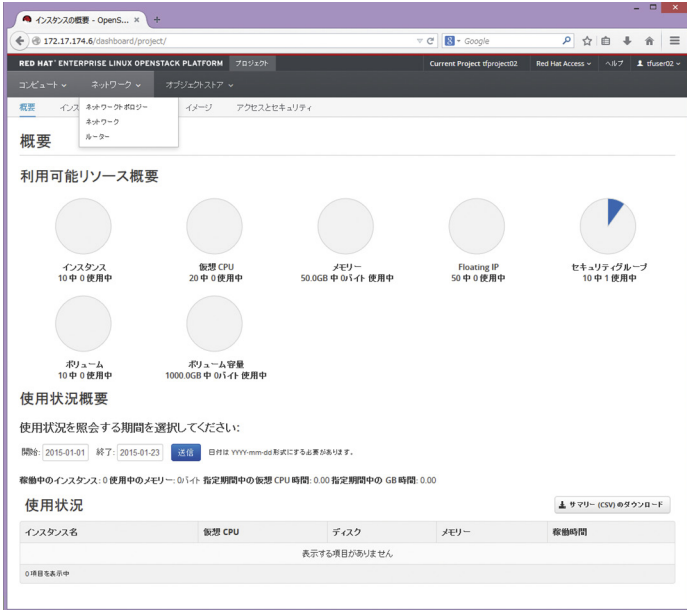 インスタンスの概要 - OpenS... × +
172.17.174.6/dashboard/project/
Google
RED HAT® ENTERPRISE LINUX OPENSTACK PLATFORM プロジェクト Current Project tfproject02 Red Hat Access ヘルプ tfuser02
コンピュート ネットワーク オブジェクトストア
概要 インス イメージ アクセスとセキュリティ
ネットワークトポロジー
ネットワーク
ルーター
概要
利用可能リソース概要
インスタンス
10 中 0 使用中
仮想 CPU
20 中 0 使用中
メモリー
50.0GB 中 0バイト 使用中
Floating IP
50 中 0 使用中
セキュリティグループ
10 中 1 使用中
ボリューム
10 中 0 使用中
ボリューム容量
1000.0GB 中 0バイト 使用中
使用状況概要
使用状況を照会する期間を選択してください:
開始: 2015-01-01 終了: 2015-01-23 送信 日付は YYYY-mm-dd 形式にする必要があります。
稼働中のインスタンス: 0 使用中のメモリー: 0バイト 指定期間中の仮想 CPU 時間: 0.00 指定期間中の GB 時間: 0.00
使用状況 サマリー (CSV) のダウンロード
インスタンス名 仮想 CPU ディスク メモリー 稼働時間
表示する項目がありません
0 項目を表示中